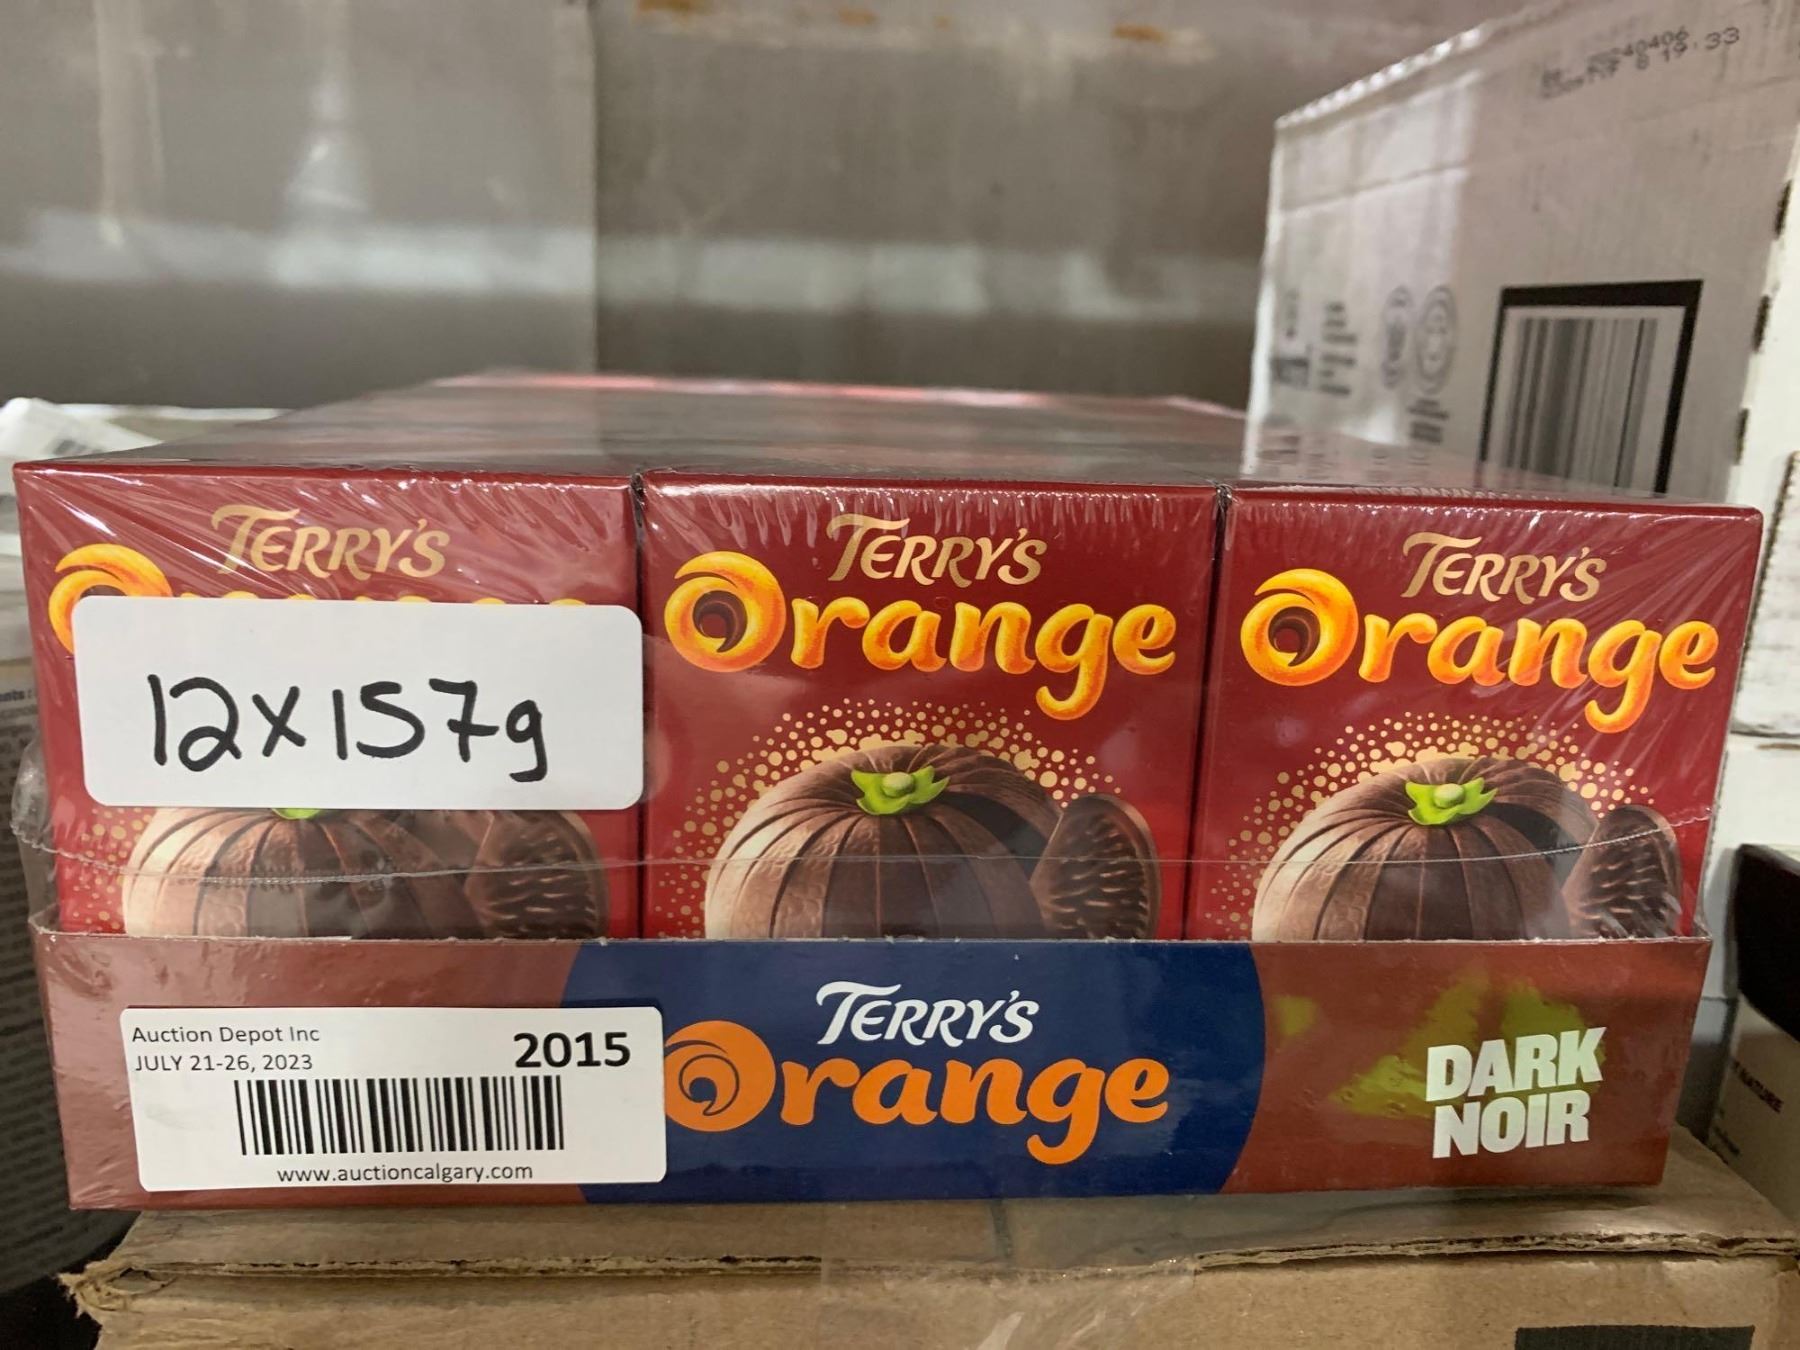 33
TERRY'S
TERRY'S
Orange
TERRY'S
Orange
12x157g
TERRY'S
Orange
DARK
NOIR
Auction Depot Inc
2015
JULY 21-26, 2023
www.auctioncalgary.com